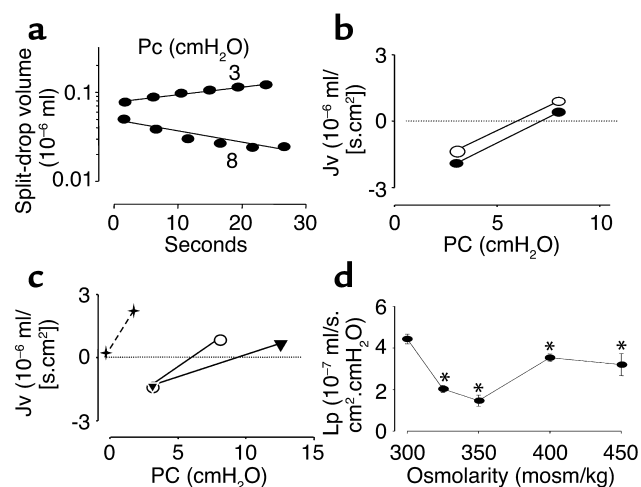 a
Pc (cmH2O)
3
8
Split-drop volume
(10–6 ml)
0.1
0.01
0 10 20 30
Seconds
b
Jv (10–6 ml/
[s.cm2])
3
0
-3
0 5 10
PC (cmH2O)
c
Jv (10–6 ml/
[s.cm2])
3
0
-3
0 5 10 15
PC (cmH2O)
d
Lp (10–7 ml/s.
cm2.cmH2O)
6
4
2
0
* * * *
300 350 400 450
Osmolarity (mosm/kg)